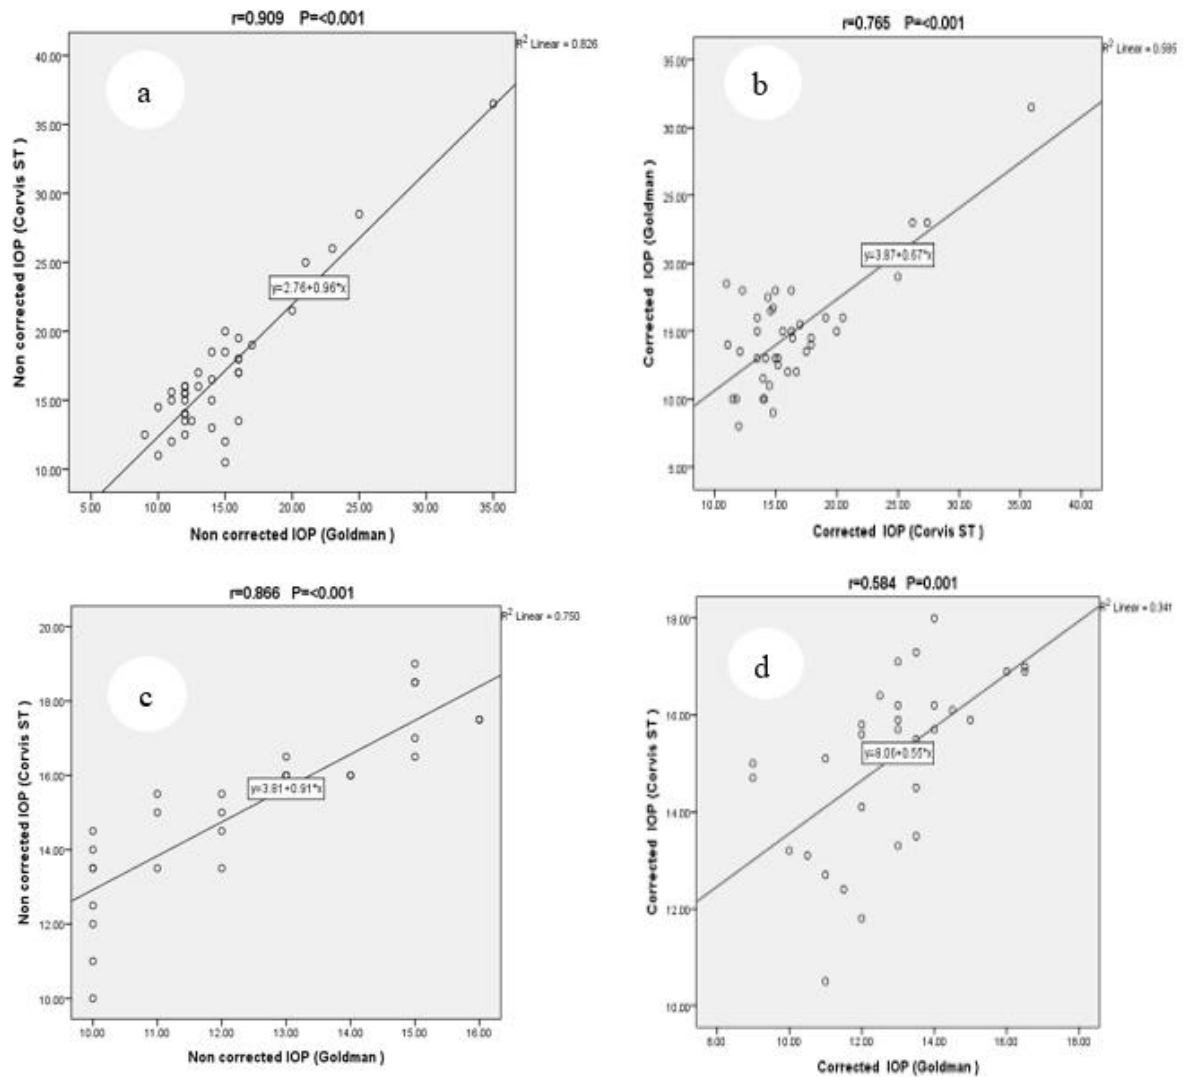 r=0.909 P=<0.001
R² Linear = 0.826
a
Non corrected IOP (Corvis ST )
40.00
35.00
30.00
25.00
20.00
15.00
10.00
y=2.76+0.96*x
5.00 10.00 15.00 20.00 25.00 30.00 35.00
Non corrected IOP (Goldman )
r=0.765 P=<0.001
R² Linear = 0.585
b
Corrected IOP (Goldman )
35.00
30.00
25.00
20.00
15.00
10.00
5.00
y=3.87+0.67*x
10.00 15.00 20.00 25.00 30.00 35.00 40.00
Corrected IOP (Corvis ST )
r=0.866 P=<0.001
R² Linear = 0.750
c
Non corrected IOP (Corvis ST )
20.00
18.00
16.00
14.00
12.00
10.00
y=3.81+0.91*x
10.00 11.00 12.00 13.00 14.00 15.00 16.00
Non corrected IOP (Goldman )
r=0.584 P=0.001
R² Linear = 0.341
d
Corrected IOP (Corvis ST )
18.00
16.00
14.00
12.00
10.00
y=8.06+0.55*x
8.00 10.00 12.00 14.00 16.00 18.00
Corrected IOP (Goldman )